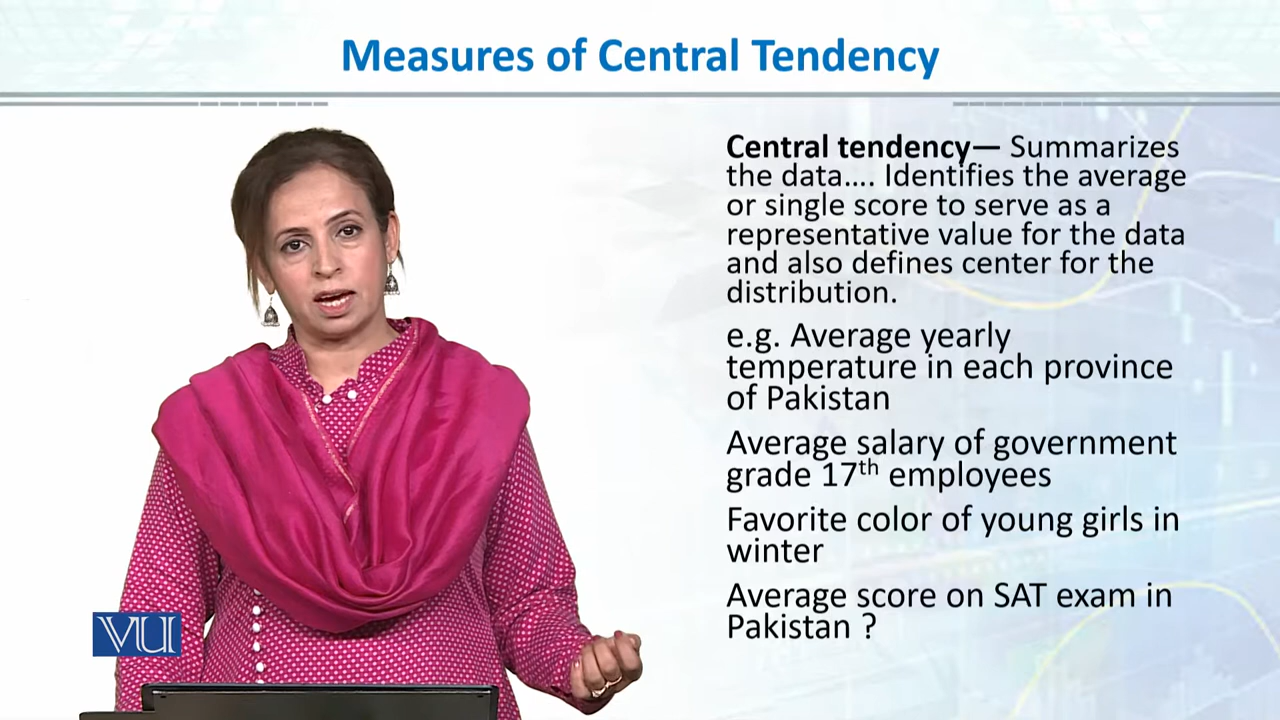 Measures of Central Tendency
Central tendency— Summarizes
the data…. Identifies the average
or single score to serve as a
representative value for the data
and also defines center for the
distribution.
e.g. Average yearly
temperature in each province
of Pakistan
Average salary of government
grade 17th employees
Favorite color of young girls in
winter
Average score on SAT exam in
Pakistan ?
VU